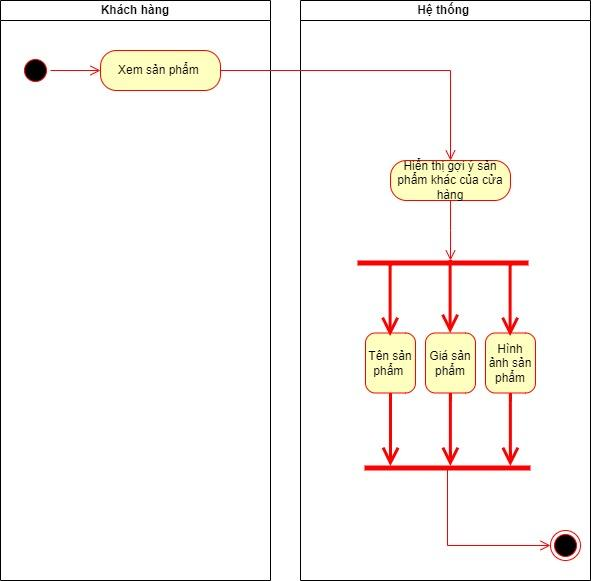 Khách hàng
Hệ thống
Xem sản phẩm
Hiển thị gợi ý sản
phẩm khác của cửa
hàng
Tên sản
phẩm
Giá sản
phẩm
Hình
ảnh sản
phẩm